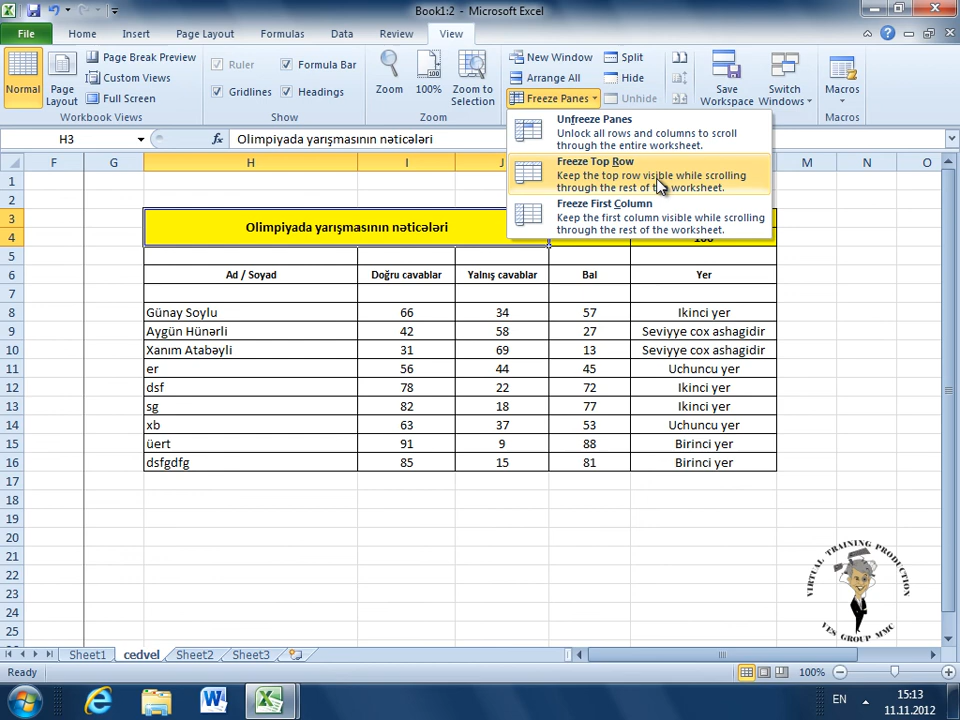 Book1:2 - Microsoft Excel
File Home Insert Page Layout Formulas Data Review View
Normal
Page Layout
Page Break Preview
Custom Views
Full Screen
Workbook Views
Ruler
Formula Bar
Gridlines
Headings
Show
Zoom
100%
Zoom to Selection
Zoom
New Window
Arrange All
Freeze Panes
Split
Hide
Unhide
Save Workspace
Switch Windows
Macros
Macros
Unfreeze Panes
Unlock all rows and columns to scroll
through the entire worksheet.
Freeze Top Row
Keep the top row visible while scrolling
through the rest of the worksheet.
Freeze First Column
Keep the first column visible while scrolling
through the rest of the worksheet.
H3 fx Olimpiyada yarışmasının nəticələri
F G H I J M N O
1
2
3
Olimpiyada yarışmasının nəticələri
4
5
6 Ad / Soyad Doğru cavablar Yalnış cavablar Bal Yer
7
8 Günay Soylu 66 34 57 Ikinci yer
9 Aygün Hünərli 42 58 27 Seviyye cox ashagidir
10 Xanım Atabəyli 31 69 13 Seviyye cox ashagidir
11 er 56 44 45 Uchuncu yer
12 dsf 78 22 72 Ikinci yer
13 sg 82 18 77 Ikinci yer
14 xb 63 37 53 Uchuncu yer
15 üert 91 9 88 Birinci yer
16 dsfgdfg 85 15 81 Birinci yer
17
18
19
20
21
22
23
24
25
VIRTUAL TRAINING PRODUCTION
YES GROUP MMC
Sheet1 cedvel Sheet2 Sheet3
Ready 100%
EN 15:13
11.11.2012